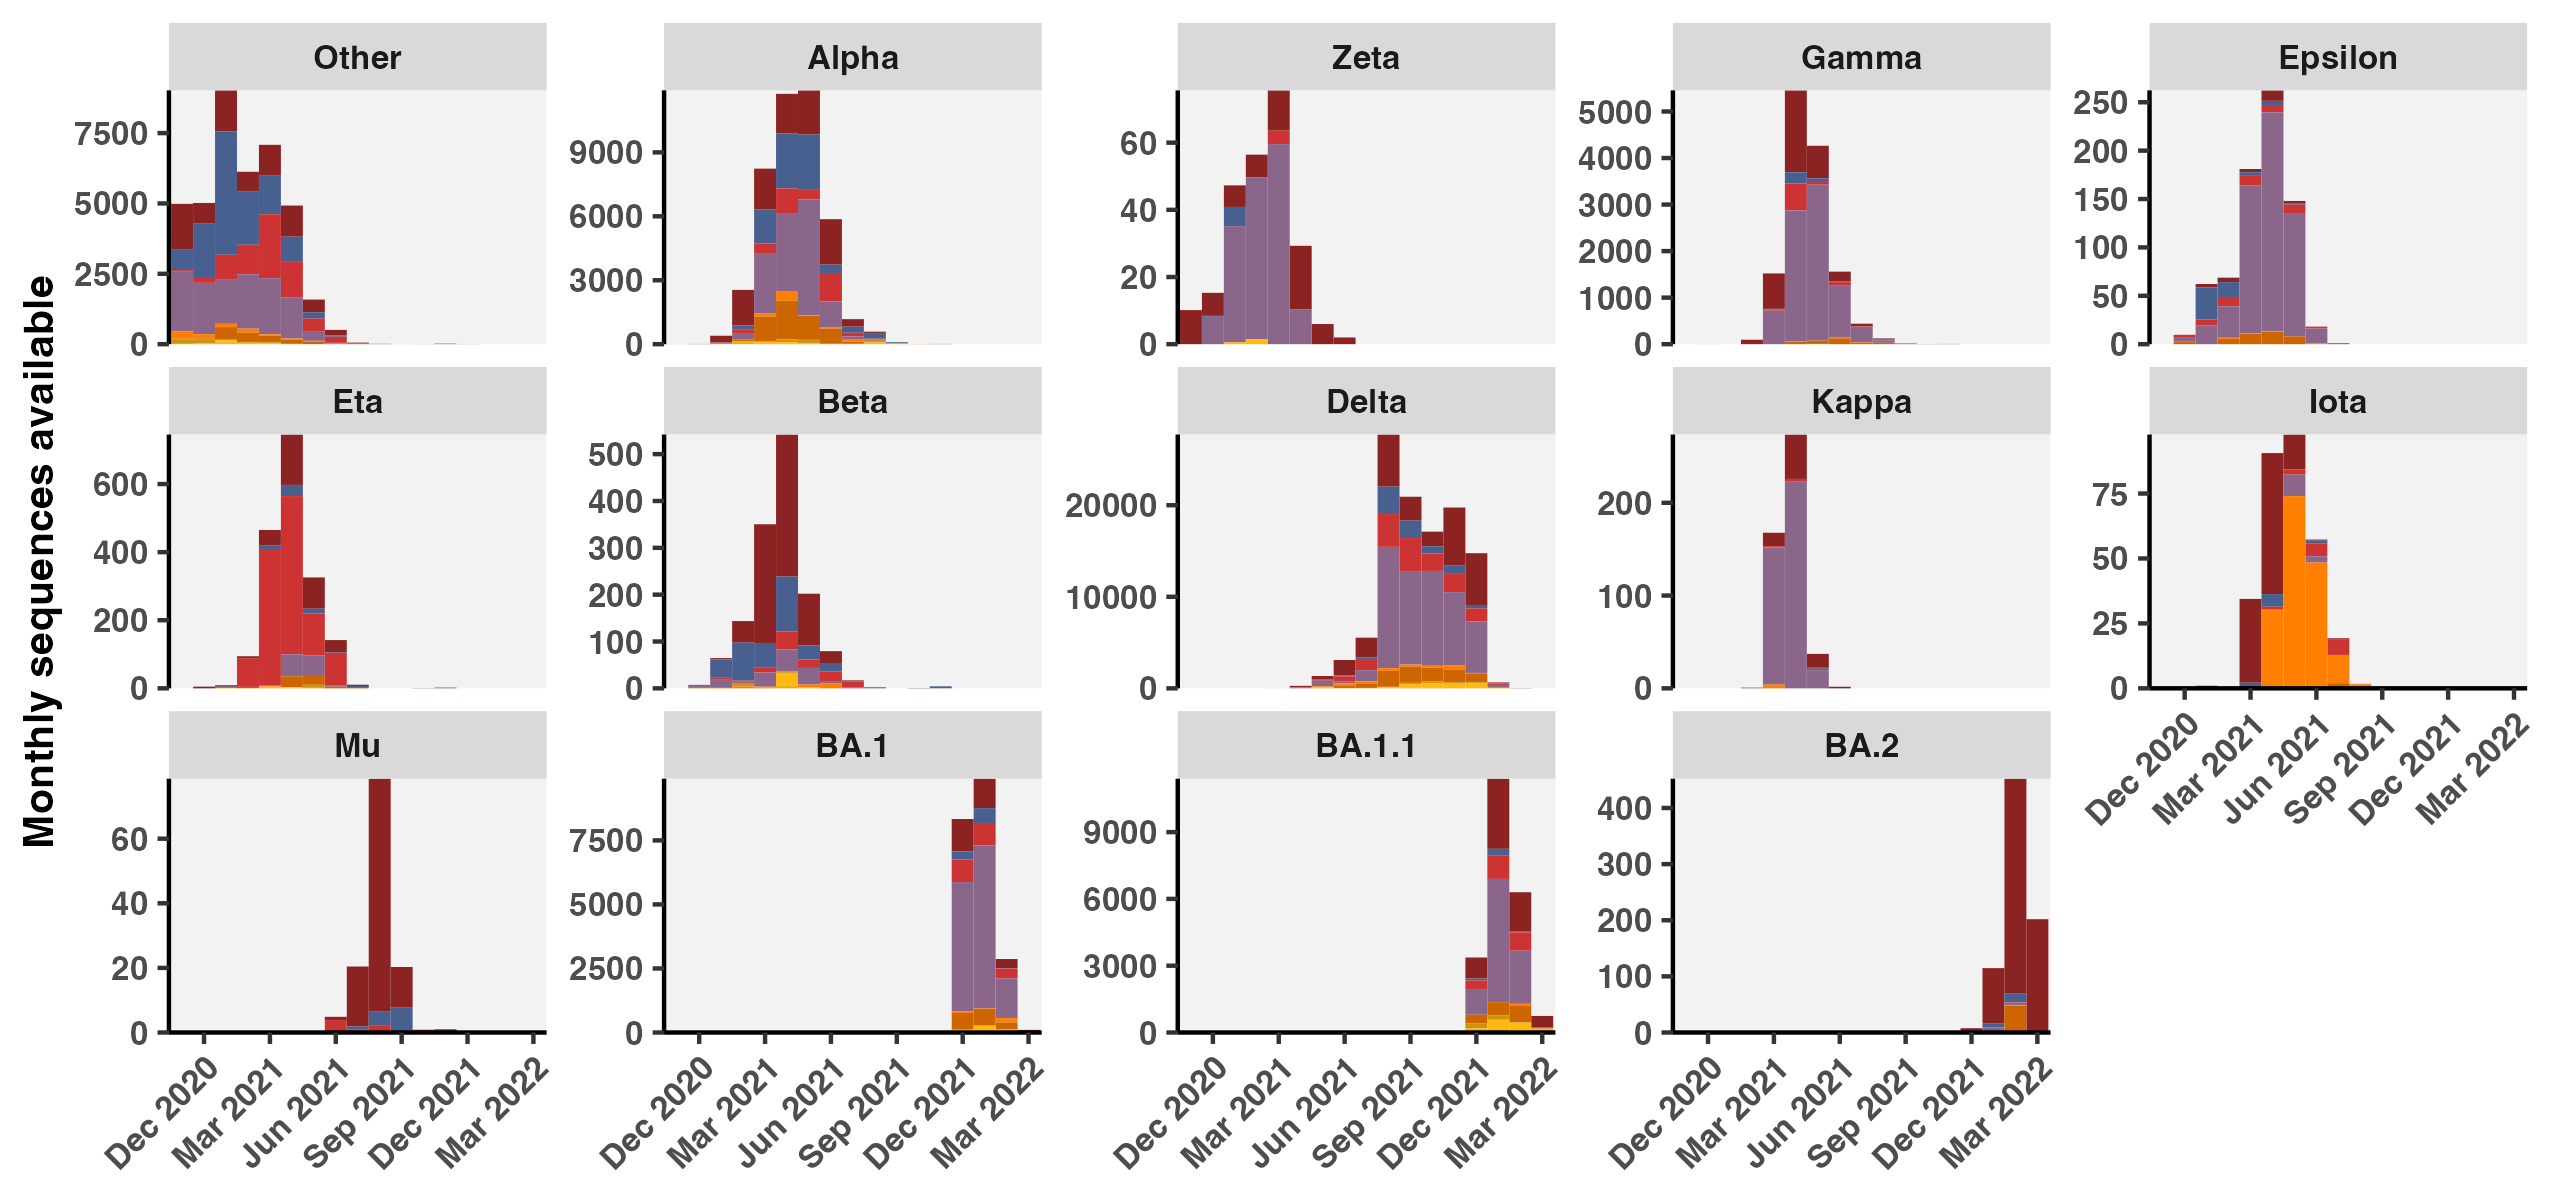 Monthly sequences available
Other
Alpha
Zeta
Gamma
Epsilon
7500
5000
2500
0
9000
6000
3000
0
60
40
20
0
5000
4000
3000
2000
1000
0
250
200
150
100
50
0
Eta
Beta
Delta
Kappa
Iota
600
400
200
0
500
400
300
200
100
0
20000
10000
0
200
100
0
75
50
25
0
Dec 2020
Mar 2021
Jun 2021
Sep 2021
Dec 2021
Mar 2022
Mu
BA.1
BA.1.1
BA.2
60
40
20
0
7500
5000
2500
0
9000
6000
3000
0
400
300
200
100
0
Dec 2020
Mar 2021
Jun 2021
Sep 2021
Dec 2021
Mar 2022
Dec 2020
Mar 2021
Jun 2021
Sep 2021
Dec 2021
Mar 2022
Dec 2020
Mar 2021
Jun 2021
Sep 2021
Dec 2021
Mar 2022
Dec 2020
Mar 2021
Jun 2021
Sep 2021
Dec 2021
Mar 2022